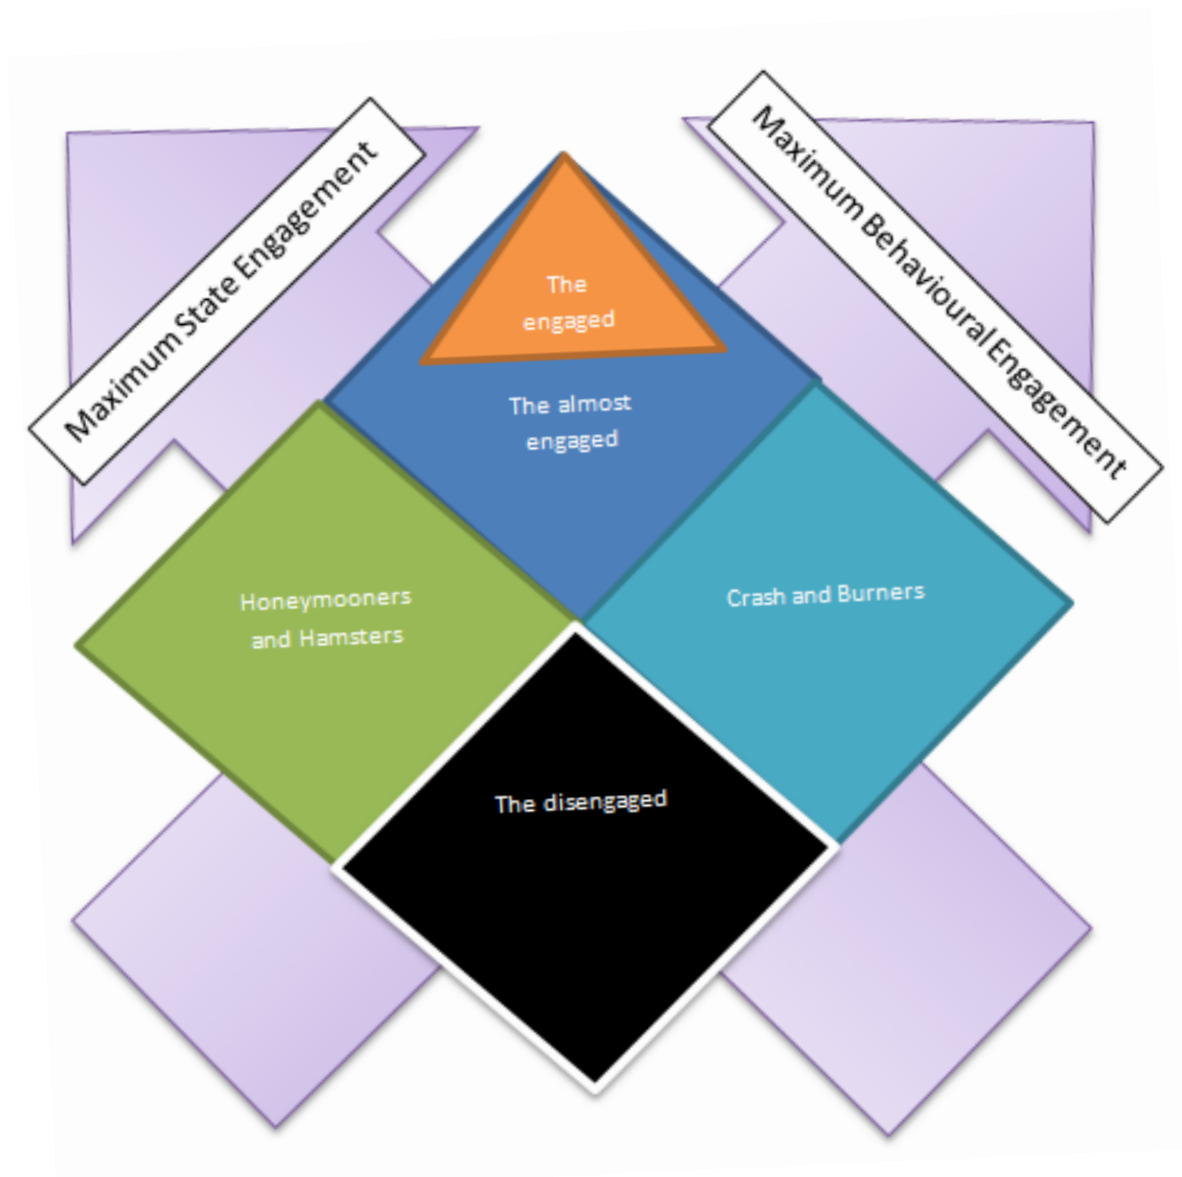 Maximum State Engagement
Maximum Behavioural Engagement
The
engaged
The almost
engaged
Honeymooners
and Hamsters
Crash and Burners
The disengaged